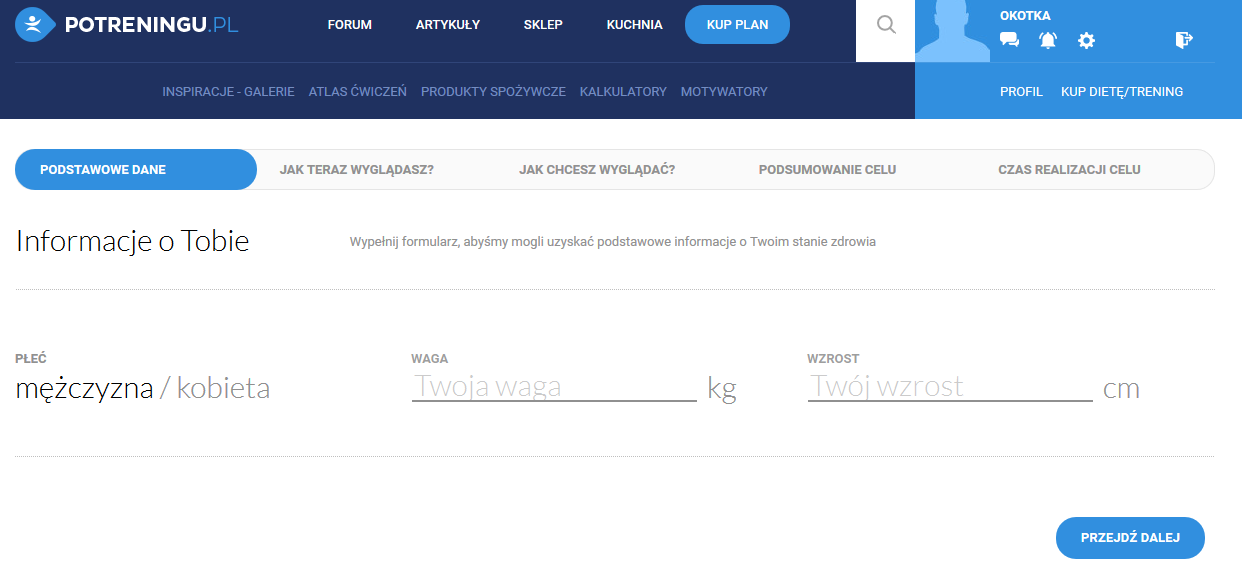 POTRENINGU.PL
FORUM ARTYKUŁY SKLEP KUCHNIA KUP PLAN
OKOTKA
INSPIRACJE - GALERIE ATLAS ĆWICZEŃ PRODUKTY SPOŻYWCZE KALKULATORY MOTYWATORY
PROFIL KUP DIETĘ/TRENING
PODSTAWOWE DANE JAK TERAZ WYGLĄDASZ? JAK CHCESZ WYGLĄDAĆ? PODSUMOWANIE CELU CZAS REALIZACJI CELU
Informacje o Tobie
Wypełnij formularz, abyśmy mogli uzyskać podstawowe informacje o Twoim stanie zdrowia
PŁEĆ
mężczyzna / kobieta
WAGA
Twoja waga kg
WZROST
Twój wzrost cm
PRZEJDŹ DALEJ